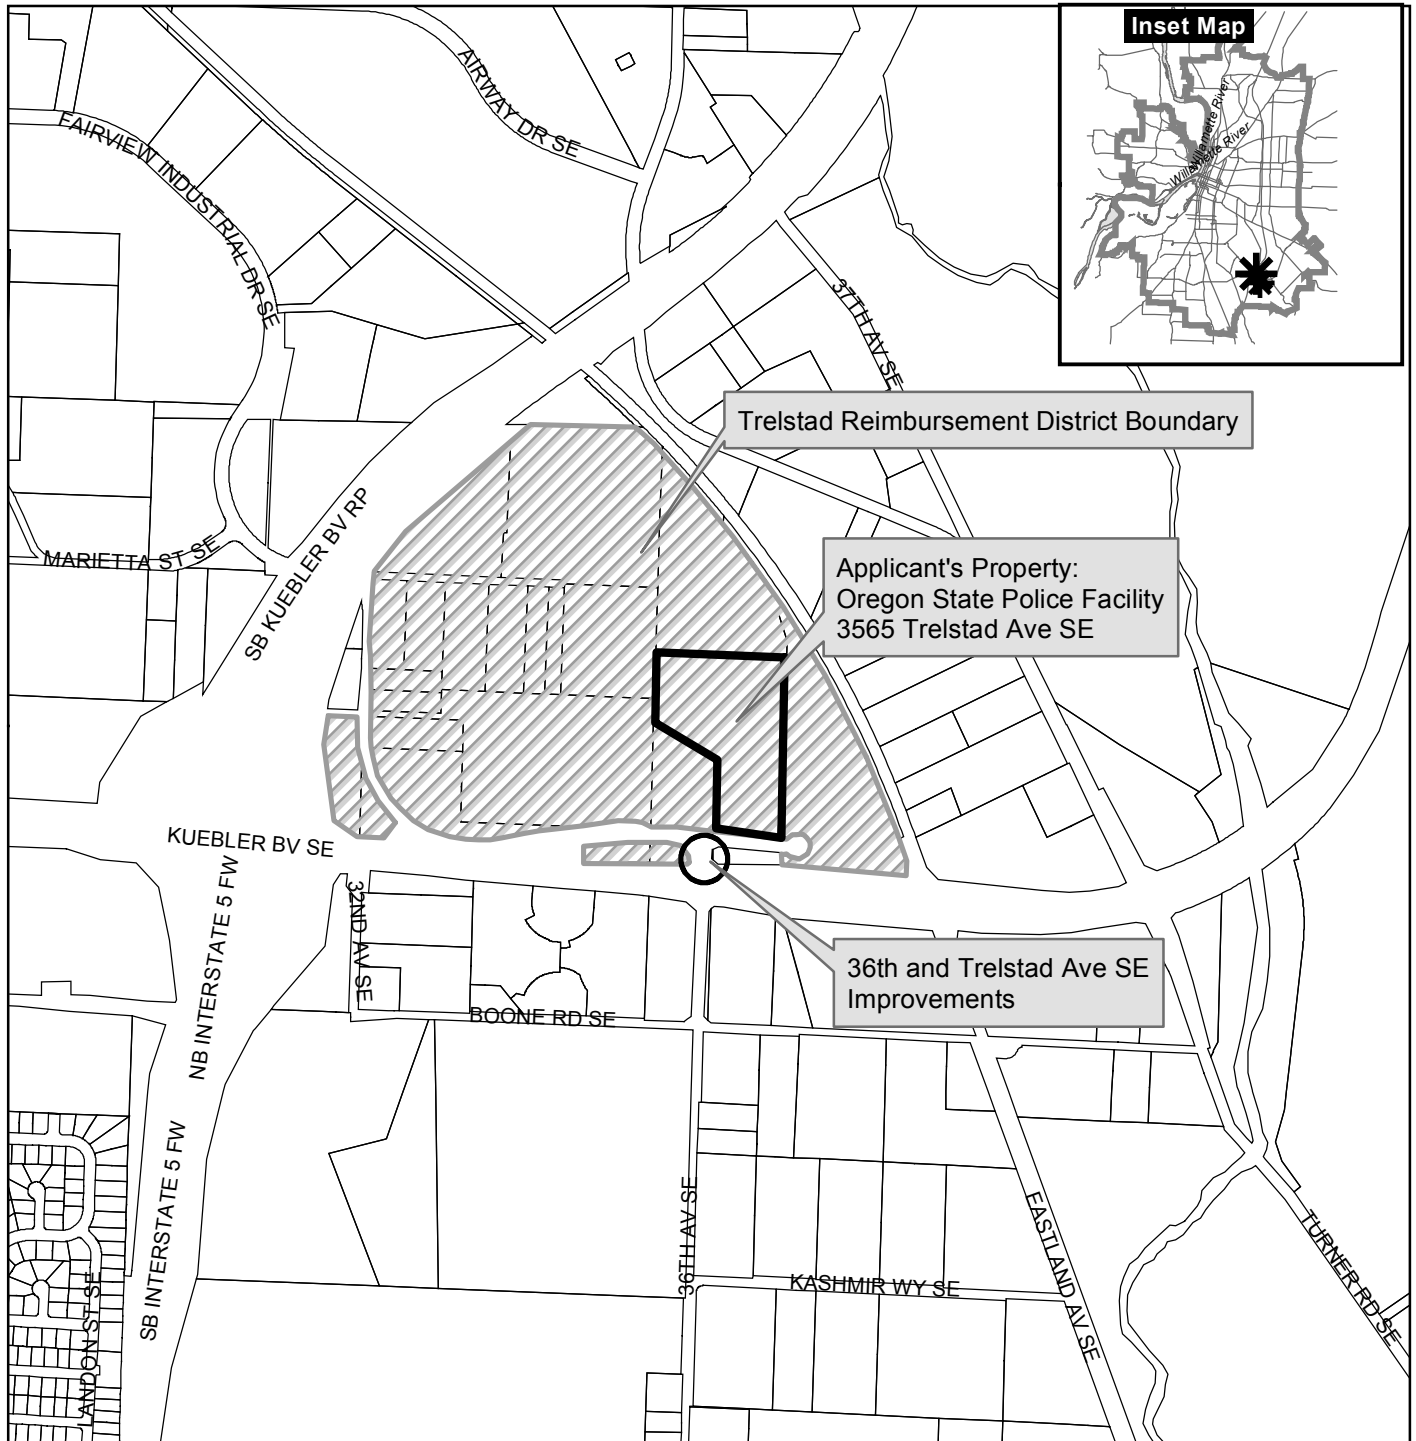 Inset Map
Willamette River
Willamette River
AIRWAY DR SE
FAIRVIEW INDUSTRIAL DR SE
37TH AV SE
Trelstad Reimbursement District Boundary
SB KUEBLER BV RP
MARIETTA ST SE
Applicant's Property:
Oregon State Police Facility
3565 Trelstad Ave SE
KUEBLER BV SE
NB INTERSTATE 5 FW
32ND AV SE
36th and Trelstad Ave SE
Improvements
BOONE RD SE
SB INTERSTATE 5 FW
36TH AV SE
EASTLAND AV SE
TURNER RD SE
KASHMIR WY SE
LANDON ST SE